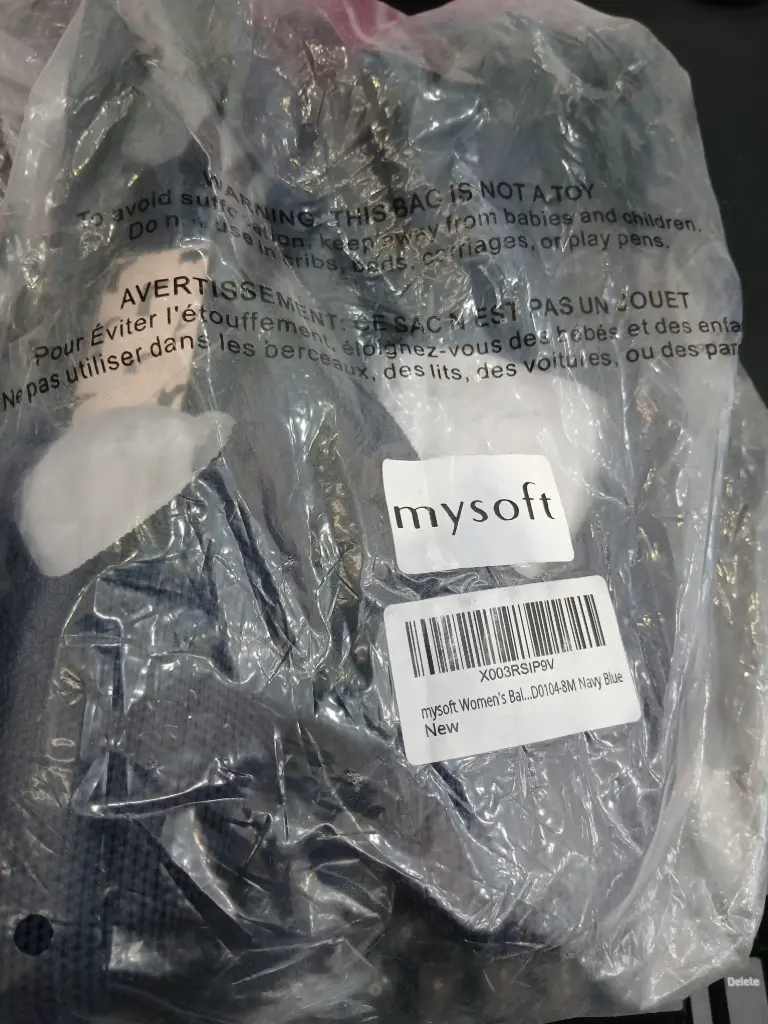 WARNING: THIS BAG IS NOT A TOY
To avoid suffocation, keep away from babies and children.
Do not use in cribs, beds, carriages, or play pens.
AVERTISSEMENT: CE SAC N'EST PAS UN JOUET
Pour Éviter l'étouffement, éloignez-vous des bébés et des enfa
Ne pas utiliser dans les berceaux, des lits, des voitures, ou des par
mysoft
X003RSIP9V
mysoft Women's Bal...D0104-8M Navy Blue
New
Delete